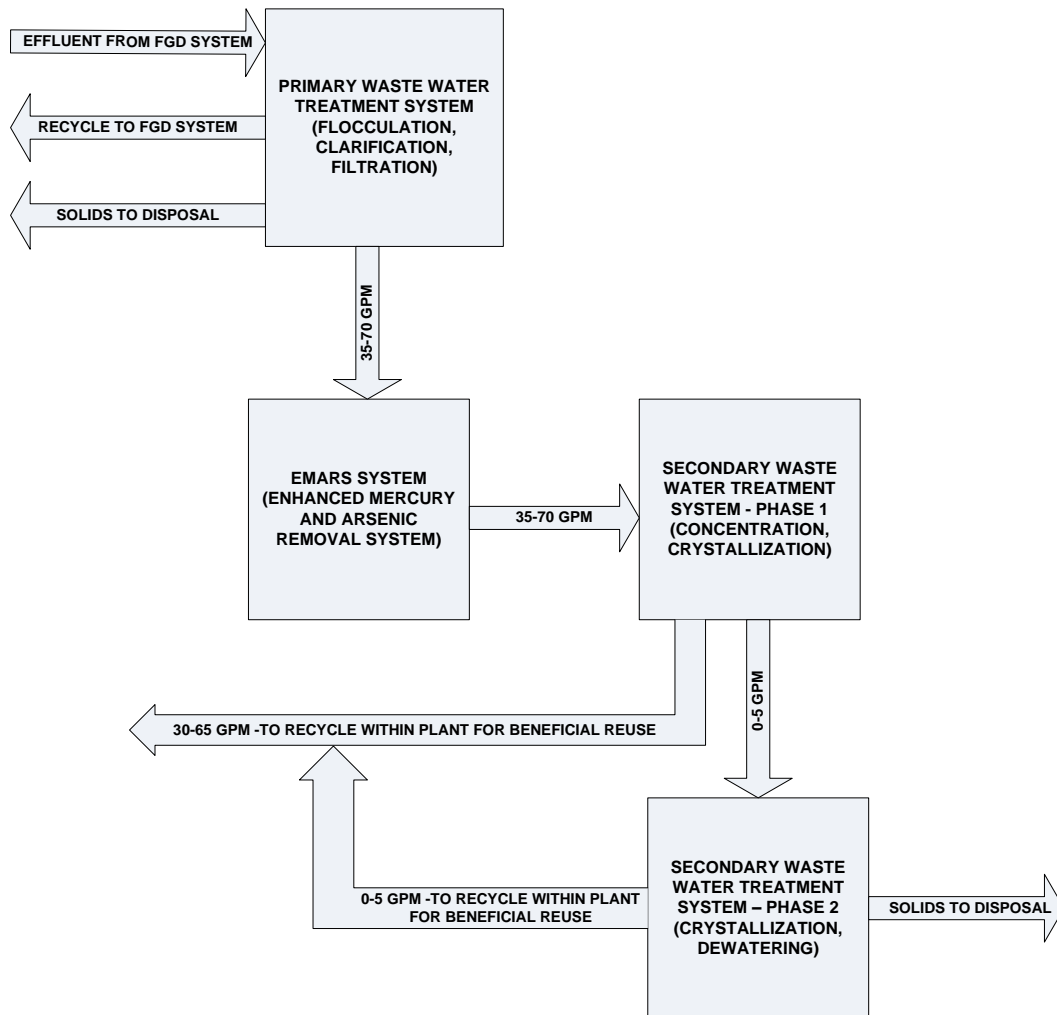 EFFLUENT FROM FGD SYSTEM
PRIMARY WASTE WATER
TREATMENT SYSTEM
(FLOCCULATION,
CLARIFICATION,
FILTRATION)
RECYCLE TO FGD SYSTEM
SOLIDS TO DISPOSAL
35-70 GPM
EMARS SYSTEM
(ENHANCED MERCURY
AND ARSENIC
REMOVAL SYSTEM)
35-70 GPM
SECONDARY WASTE
WATER TREATMENT
SYSTEM - PHASE 1
(CONCENTRATION,
CRYSTALLIZATION)
0-5 GPM
30-65 GPM -TO RECYCLE WITHIN PLANT FOR BENEFICIAL REUSE
0-5 GPM -TO RECYCLE WITHIN PLANT
FOR BENEFICIAL REUSE
SECONDARY WASTE
WATER TREATMENT
SYSTEM – PHASE 2
(CRYSTALLIZATION,
DEWATERING)
SOLIDS TO DISPOSAL